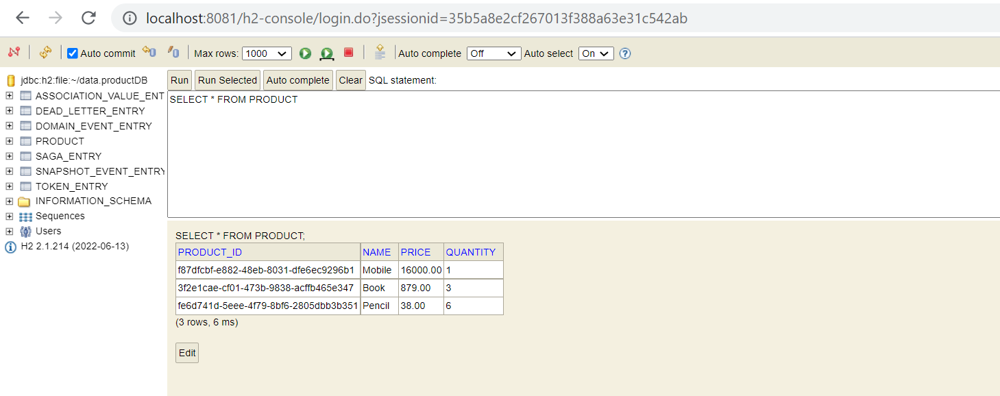 localhost:8081/h2-console/login.do?jsessionid=35b5a8e2cf267013f388a63e31c542ab
Auto commit Max rows: 1000 Auto complete Off Auto select On ?
jdbc:h2:file:~/data.productDB
ASSOCIATION_VALUE_ENT
DEAD_LETTER_ENTRY
DOMAIN_EVENT_ENTRY
PRODUCT
SAGA_ENTRY
SNAPSHOT_EVENT_ENTRY
TOKEN_ENTRY
INFORMATION_SCHEMA
Sequences
Users
H2 2.1.214 (2022-06-13)
Run Run Selected Auto complete Clear SQL statement:
SELECT * FROM PRODUCT
SELECT * FROM PRODUCT;
PRODUCT_ID NAME PRICE QUANTITY
f87dfcbf-e882-48eb-8031-dfe6ec9296b1 Mobile 16000.00 1
3f2e1cae-cf01-473b-9838-acffb465e347 Book 879.00 3
fe6d741d-5eee-4f79-8bf6-2805dbb3b351 Pencil 38.00 6
(3 rows, 6 ms)
Edit